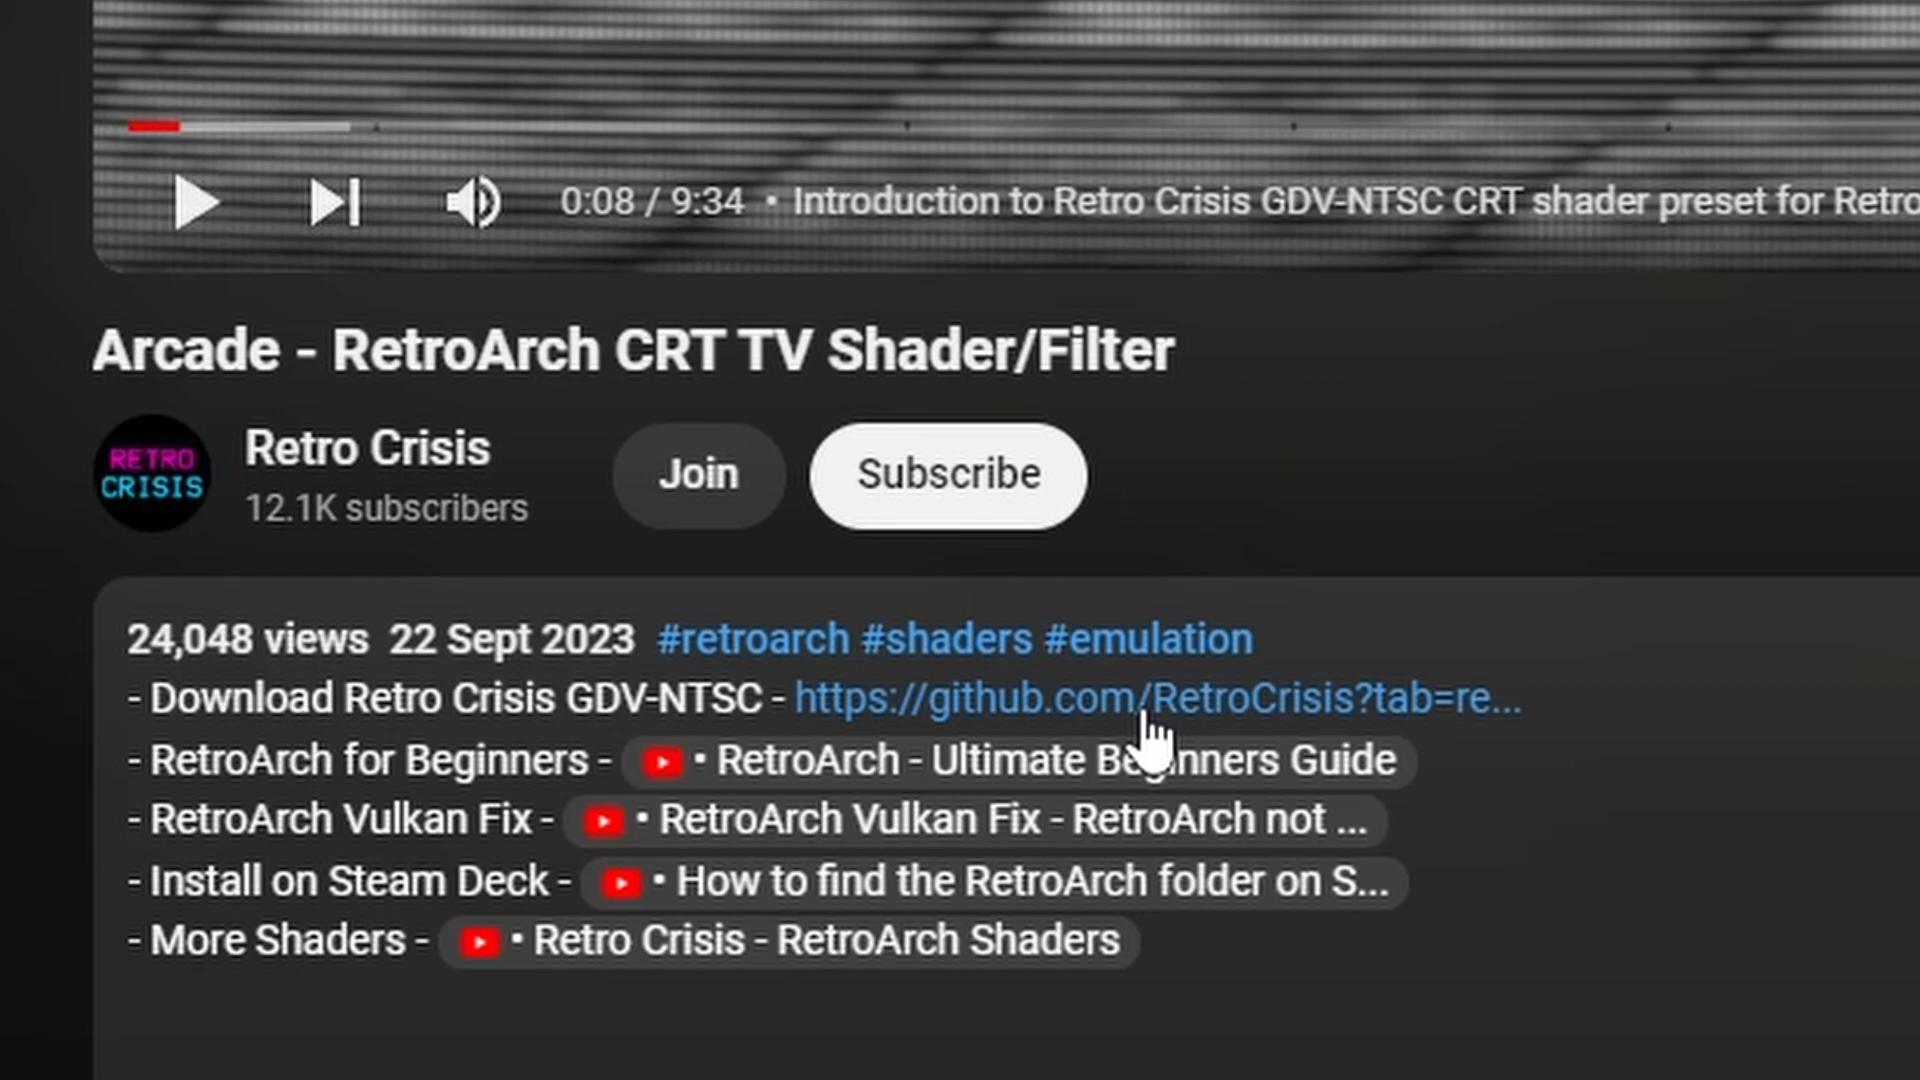 0:08 / 9:34 • Introduction to Retro Crisis GDV-NTSC CRT shader preset for Retro
Arcade - RetroArch CRT TV Shader/Filter
RETRO
CRISIS
Retro Crisis
12.1K subscribers
Join
Subscribe
24,048 views 22 Sept 2023 #retroarch #shaders #emulation
- Download Retro Crisis GDV-NTSC - https://github.com/RetroCrisis?tab=re...
- RetroArch for Beginners - • RetroArch - Ultimate Beginners Guide
- RetroArch Vulkan Fix - • RetroArch Vulkan Fix - RetroArch not ...
- Install on Steam Deck - • How to find the RetroArch folder on S...
- More Shaders - • Retro Crisis - RetroArch Shaders